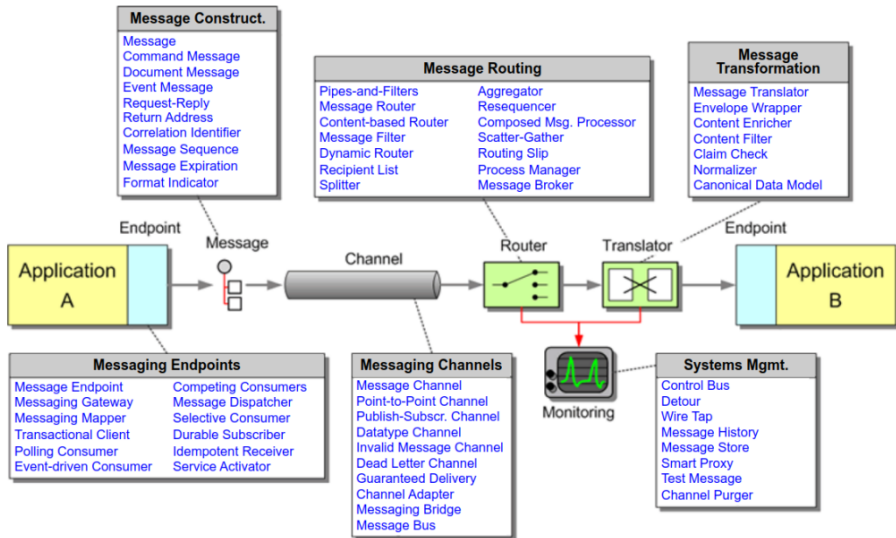 Message Construct.
Message
Command Message
Document Message
Event Message
Request-Reply
Return Address
Correlation Identifier
Message Sequence
Message Expiration
Format Indicator
Message Routing
Pipes-and-Filters
Message Router
Content-based Router
Message Filter
Dynamic Router
Recipient List
Splitter
Aggregator
Resequencer
Composed Msg. Processor
Scatter-Gather
Routing Slip
Process Manager
Message Broker
Message
Transformation
Message Translator
Envelope Wrapper
Content Enricher
Content Filter
Claim Check
Normalizer
Canonical Data Model
Endpoint
Application
A
Message
Channel
Router
Translator
Endpoint
Application
B
Messaging Endpoints
Message Endpoint
Messaging Gateway
Messaging Mapper
Transactional Client
Polling Consumer
Event-driven Consumer
Competing Consumers
Message Dispatcher
Selective Consumer
Durable Subscriber
Idempotent Receiver
Service Activator
Messaging Channels
Message Channel
Point-to-Point Channel
Publish-Subscr. Channel
Datatype Channel
Invalid Message Channel
Dead Letter Channel
Guaranteed Delivery
Channel Adapter
Messaging Bridge
Message Bus
Monitoring
Systems Mgmt.
Control Bus
Detour
Wire Tap
Message History
Message Store
Smart Proxy
Test Message
Channel Purger